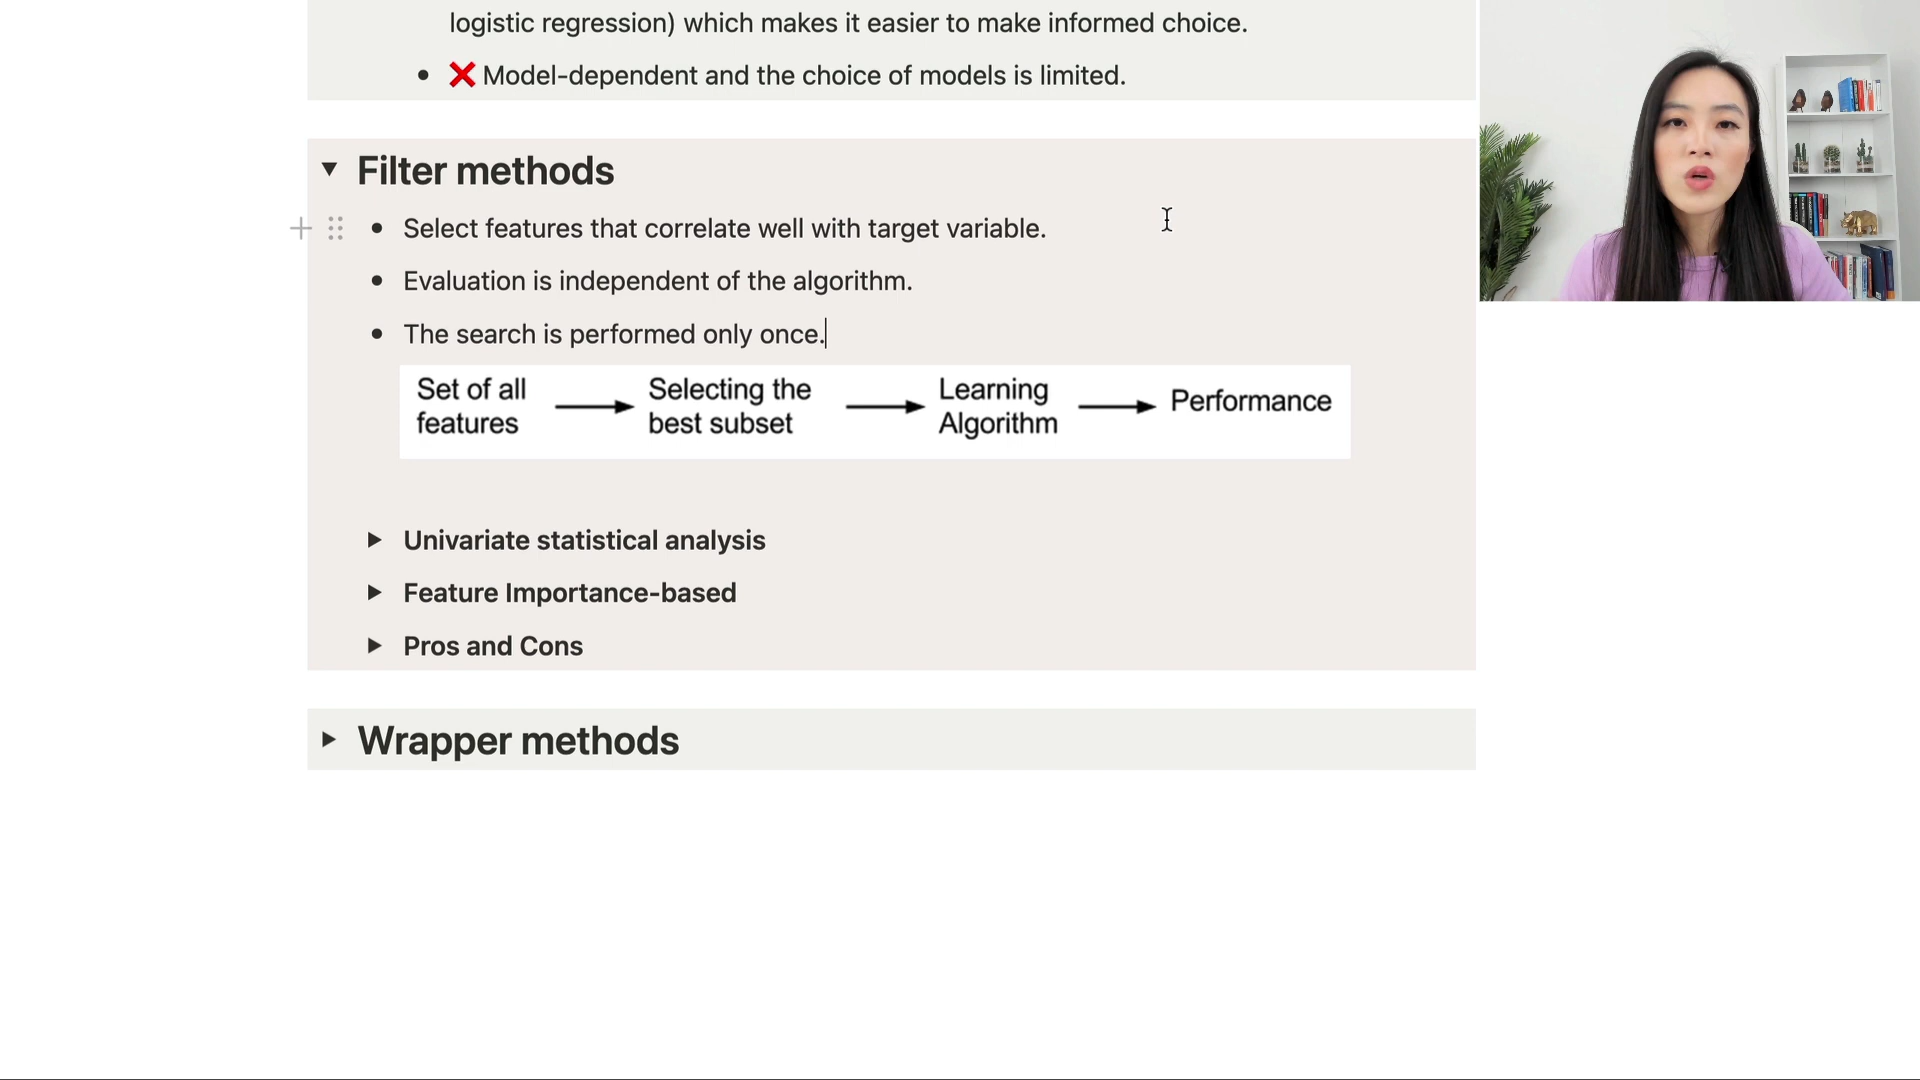 logistic regression) which makes it easier to make informed choice.
• ❌ Model-dependent and the choice of models is limited.
Filter methods
• Select features that correlate well with target variable.
• Evaluation is independent of the algorithm.
• The search is performed only once.
Set of all features → Selecting the best subset → Learning Algorithm → Performance
Univariate statistical analysis
Feature Importance-based
Pros and Cons
Wrapper methods